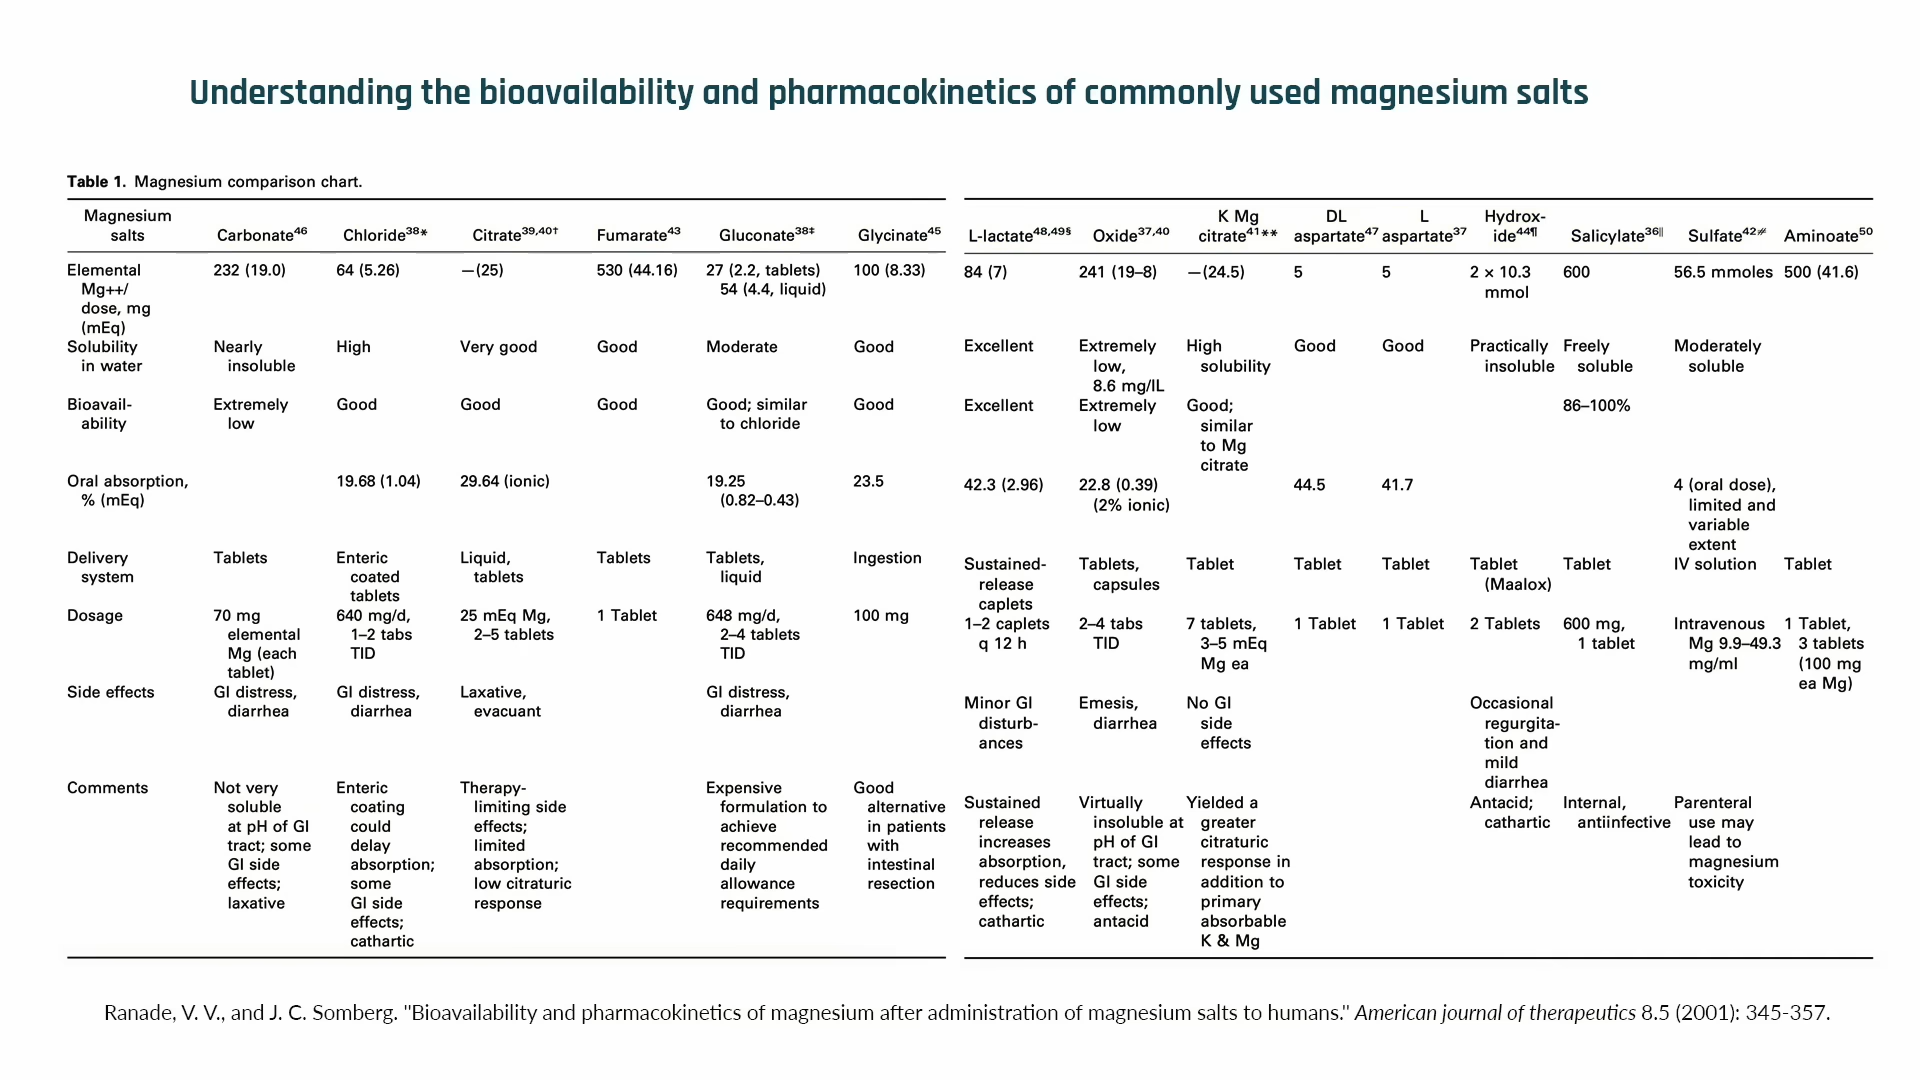 Understanding the bioavailability and pharmacokinetics of commonly used magnesium salts
Table 1. Magnesium comparison chart.
Magnesium salts
Carbonate⁴⁶
Chloride³⁸*
Citrate³⁹,⁴⁰†
Fumarate⁴³
Gluconate³⁸‡
Glycinate⁴⁵
L-lactate⁴⁸,⁴⁹§
Oxide³⁷,⁴⁰
K Mg citrate⁴¹**
DL aspartate⁴⁷
L aspartate³⁷
Hydrox-ide⁴⁴¶
Salicylate³⁶||
Sulfate⁴²≠
Aminoate⁵⁰
Elemental Mg++/ dose, mg (mEq)
232 (19.0)
64 (5.26)
—(25)
530 (44.16)
27 (2.2, tablets)
54 (4.4, liquid)
100 (8.33)
84 (7)
241 (19–8)
—(24.5)
5
5
2 × 10.3 mmol
600
56.5 mmoles
500 (41.6)
Solubility in water
Nearly insoluble
High
Very good
Good
Moderate
Good
Excellent
Extremely low, 8.6 mg/lL
High solubility
Good
Good
Practically insoluble
Freely soluble
Moderately soluble
Bioavail-ability
Extremely low
Good
Good
Good
Good; similar to chloride
Good
Excellent
Extremely low
Good; similar to Mg citrate
86–100%
Oral absorption, % (mEq)
19.68 (1.04)
29.64 (ionic)
19.25 (0.82–0.43)
23.5
42.3 (2.96)
22.8 (0.39) (2% ionic)
44.5
41.7
4 (oral dose), limited and variable extent
Delivery system
Tablets
Enteric coated tablets
Liquid, tablets
Tablets
Tablets, liquid
Ingestion
Sustained-release caplets
Tablets, capsules
Tablet
Tablet
Tablet
Tablet (Maalox)
Tablet
IV solution
Tablet
Dosage
70 mg elemental Mg (each tablet)
640 mg/d, 1–2 tabs TID
25 mEq Mg, 2–5 tablets
1 Tablet
648 mg/d, 2–4 tablets TID
100 mg
1–2 caplets q 12 h
2–4 tabs TID
7 tablets, 3–5 mEq Mg ea
1 Tablet
1 Tablet
2 Tablets
600 mg, 1 tablet
Intravenous Mg 9.9–49.3 mg/ml
1 Tablet, 3 tablets (100 mg ea Mg)
Side effects
GI distress, diarrhea
GI distress, diarrhea
Laxative, evacuant
GI distress, diarrhea
Minor GI disturb-ances
Emesis, diarrhea
No GI side effects
Occasional regurgita-tion and mild diarrhea
Comments
Not very soluble at pH of GI tract; some GI side effects; laxative
Enteric coating could delay absorption; some GI side effects; cathartic
Therapy-limiting side effects; limited absorption; low citraturic response
Expensive formulation to achieve recommended daily allowance requirements
Good alternative in patients with intestinal resection
Sustained release increases absorption, reduces side effects; cathartic
Virtually insoluble at pH of GI tract; some GI side effects; antacid
Yielded a greater citraturic response in addition to primary absorbable K & Mg
Antacid; cathartic
Internal, antiinfective
Parenteral use may lead to magnesium toxicity
Ranade, V. V., and J. C. Somberg. "Bioavailability and pharmacokinetics of magnesium after administration of magnesium salts to humans." American journal of therapeutics 8.5 (2001): 345-357.